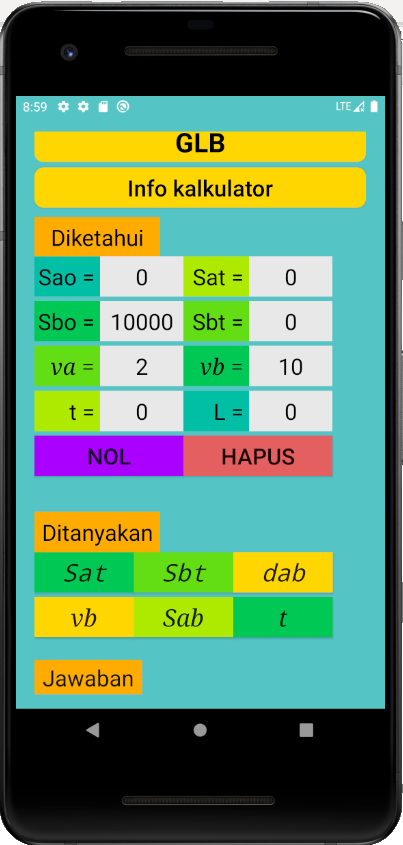 8:59 LTE
GLB
Info kalkulator
Diketahui
Sao = 0 Sat = 0
Sbo = 10000 Sbt = 0
va = 2 vb = 10
t = 0 L = 0
NOL HAPUS
Ditanyakan
Sat Sbt dab
vb Sab t
Jawaban